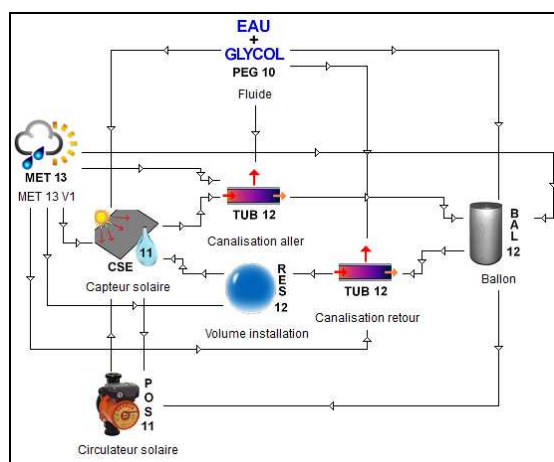 EAU
+
GLYCOL
PEG 10
Fluide
MET 13
MET 13 V1
TUB 12
Canalisation aller
BAL 12
Ballon
CSE
11
Capteur solaire
RES 12
Volume installation
TUB 12
Canalisation retour
POS 11
Circulateur solaire